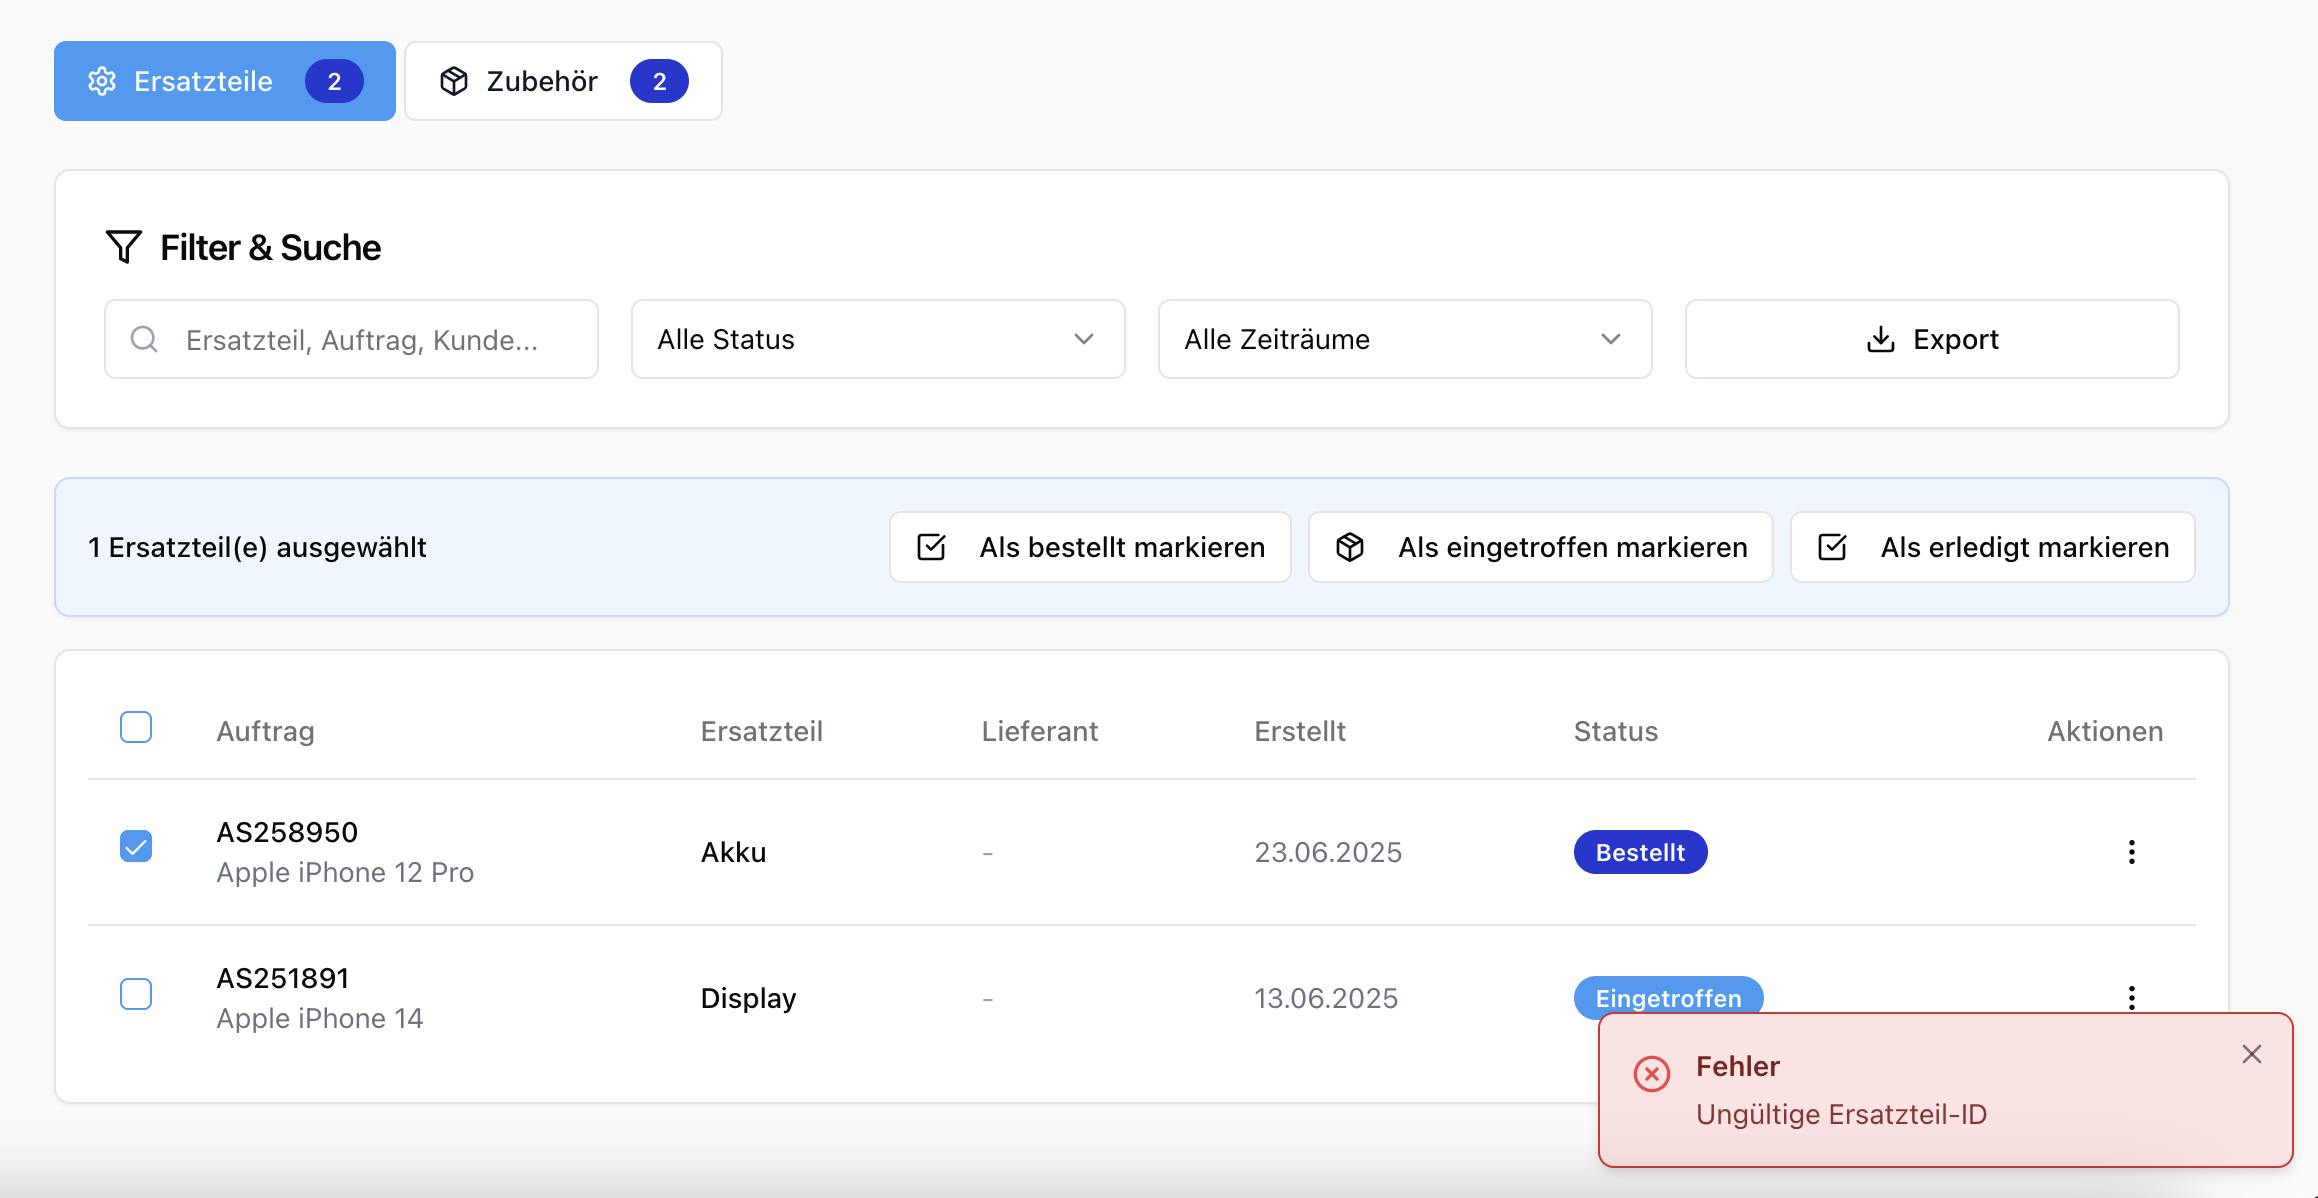 Ersatzteile 2 Zubehör 2
Filter & Suche
Ersatzteil, Auftrag, Kunde... Alle Status Alle Zeiträume Export
1 Ersatzteil(e) ausgewählt Als bestellt markieren Als eingetroffen markieren Als erledigt markieren
Auftrag Ersatzteil Lieferant Erstellt Status Aktionen
AS258950
Apple iPhone 12 Pro
Akku - 23.06.2025 Bestellt
AS251891
Apple iPhone 14
Display - 13.06.2025 Eingetroffen
Fehler
Ungültige Ersatzteil-ID